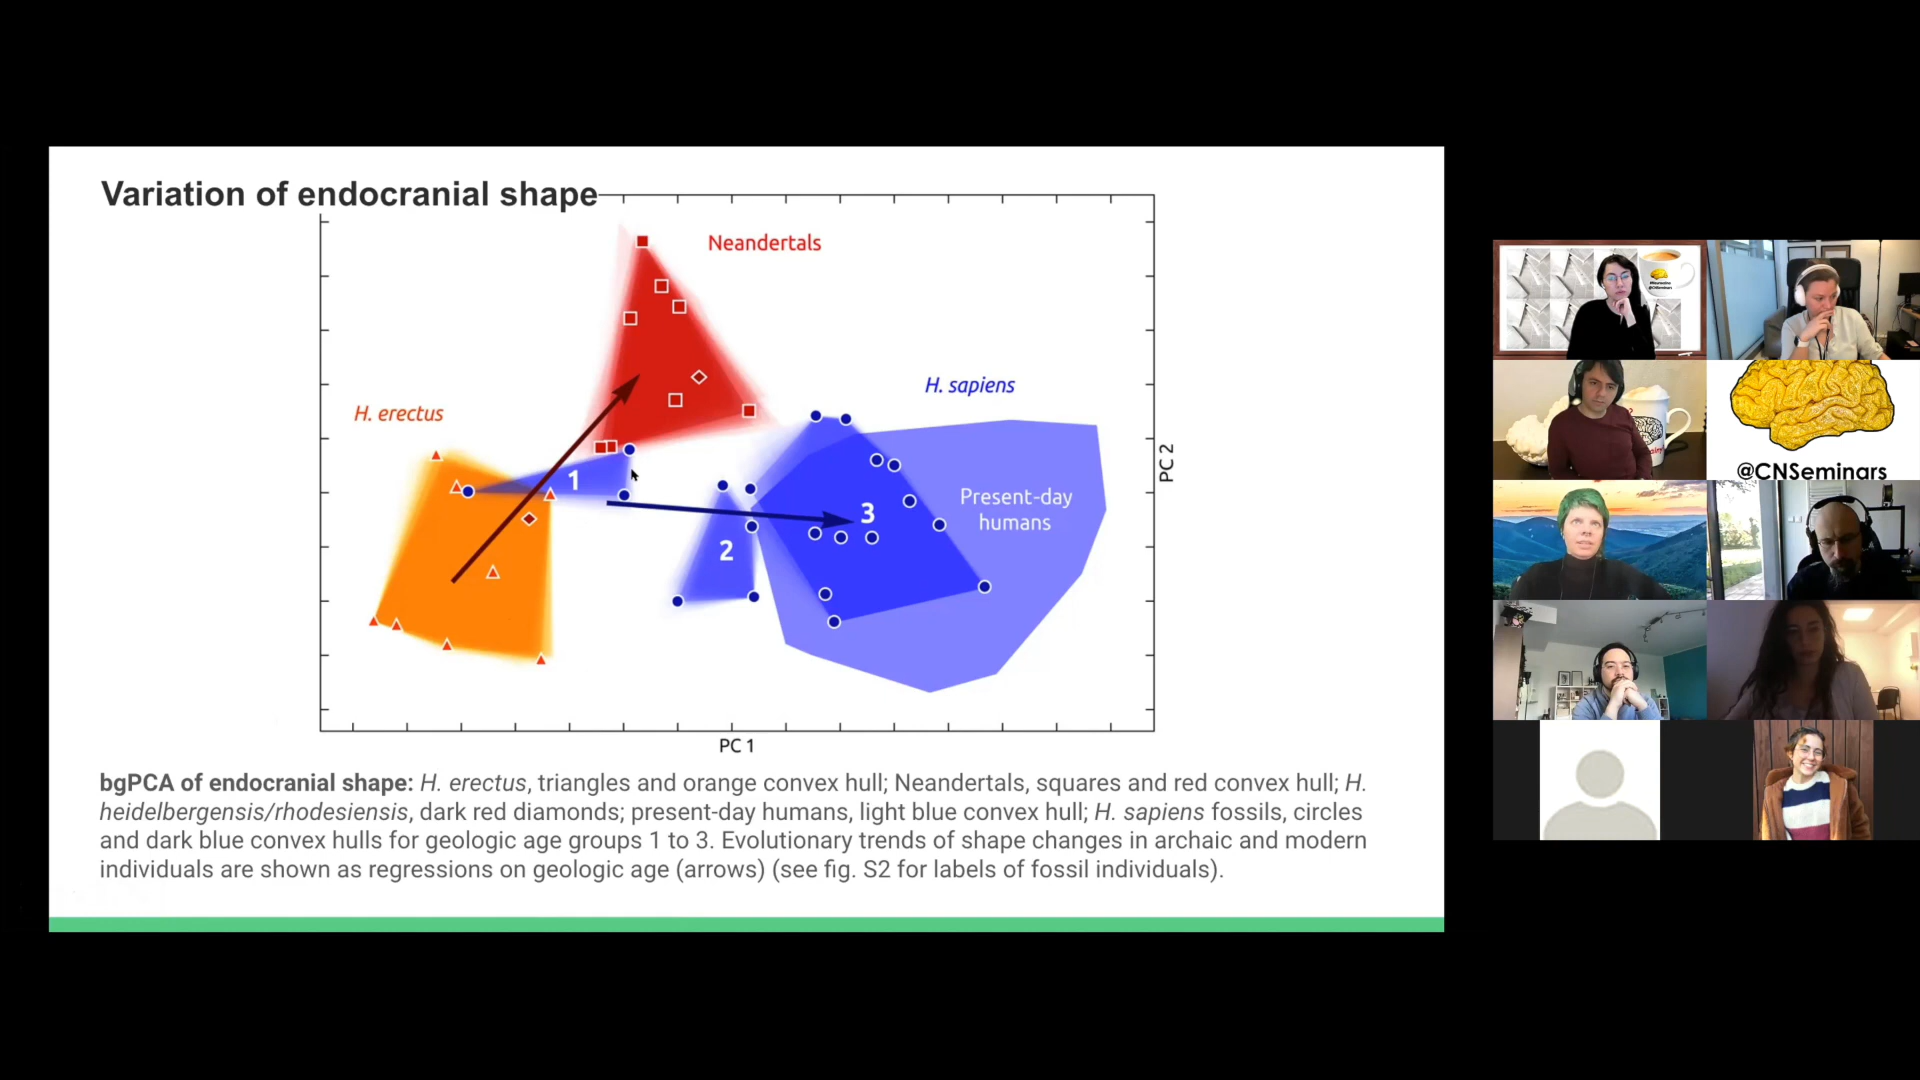 Variation of endocranial shape
Neandertals
H. sapiens
H. erectus
1
PC 2
Present-day
humans
3
2
PC 1
bgPCA of endocranial shape: H. erectus, triangles and orange convex hull; Neandertals, squares and red convex hull; H.
heidelbergensis/rhodesiensis, dark red diamonds; present-day humans, light blue convex hull; H. sapiens fossils, circles
and dark blue convex hulls for geologic age groups 1 to 3. Evolutionary trends of shape changes in archaic and modern
individuals are shown as regressions on geologic age (arrows) (see fig. S2 for labels of fossil individuals).
@CNSeminars